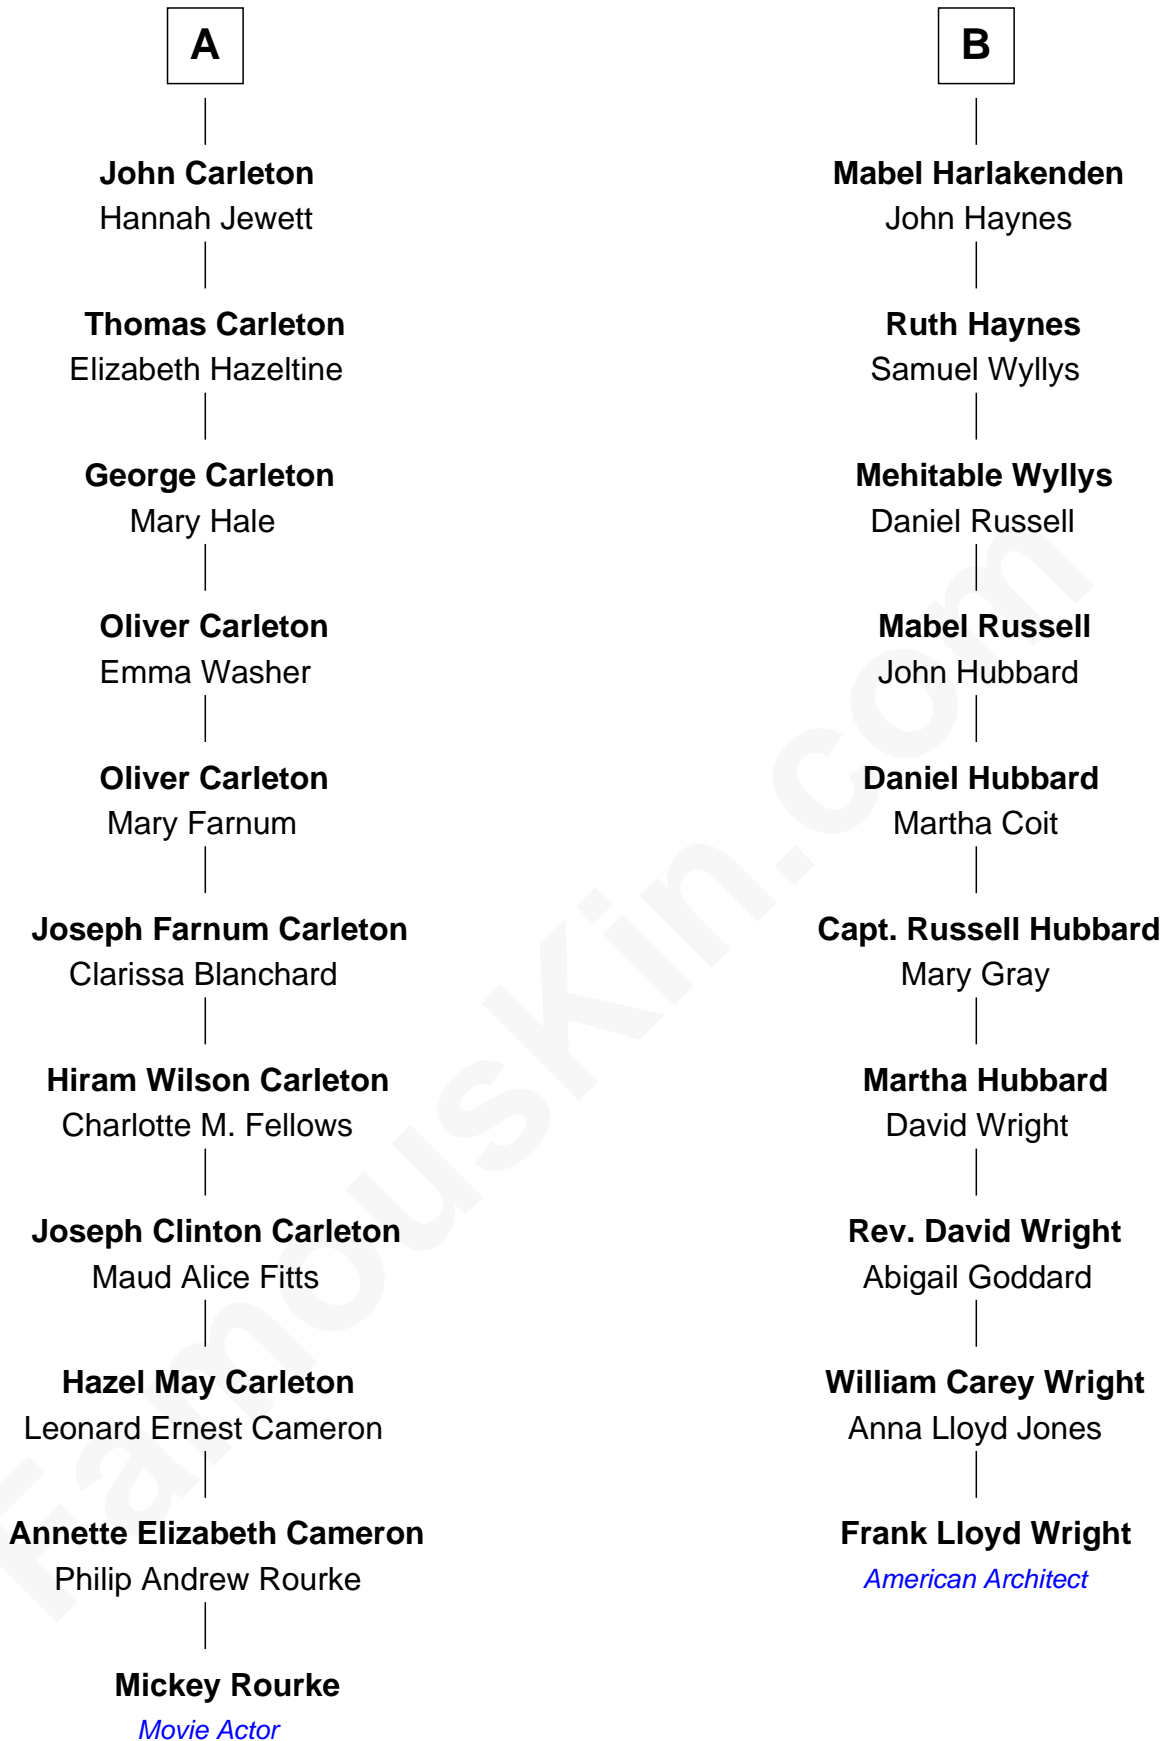 A
John Carleton
Hannah Jewett
Thomas Carleton
Elizabeth Hazeltine
George Carleton
Mary Hale
Oliver Carleton
Emma Washer
Oliver Carleton
Mary Farnum
Joseph Farnum Carleton
Clarissa Blanchard
Hiram Wilson Carleton
Charlotte M. Fellows
Joseph Clinton Carleton
Maud Alice Fitts
Hazel May Carleton
Leonard Ernest Cameron
Annette Elizabeth Cameron
Philip Andrew Rourke
Mickey Rourke
Movie Actor
B
Mabel Harlakenden
John Haynes
Ruth Haynes
Samuel Wyllys
Mehitable Wyllys
Daniel Russell
Mabel Russell
John Hubbard
Daniel Hubbard
Martha Coit
Capt. Russell Hubbard
Mary Gray
Martha Hubbard
David Wright
Rev. David Wright
Abigail Goddard
William Carey Wright
Anna Lloyd Jones
Frank Lloyd Wright
American Architect
FamousKin.com